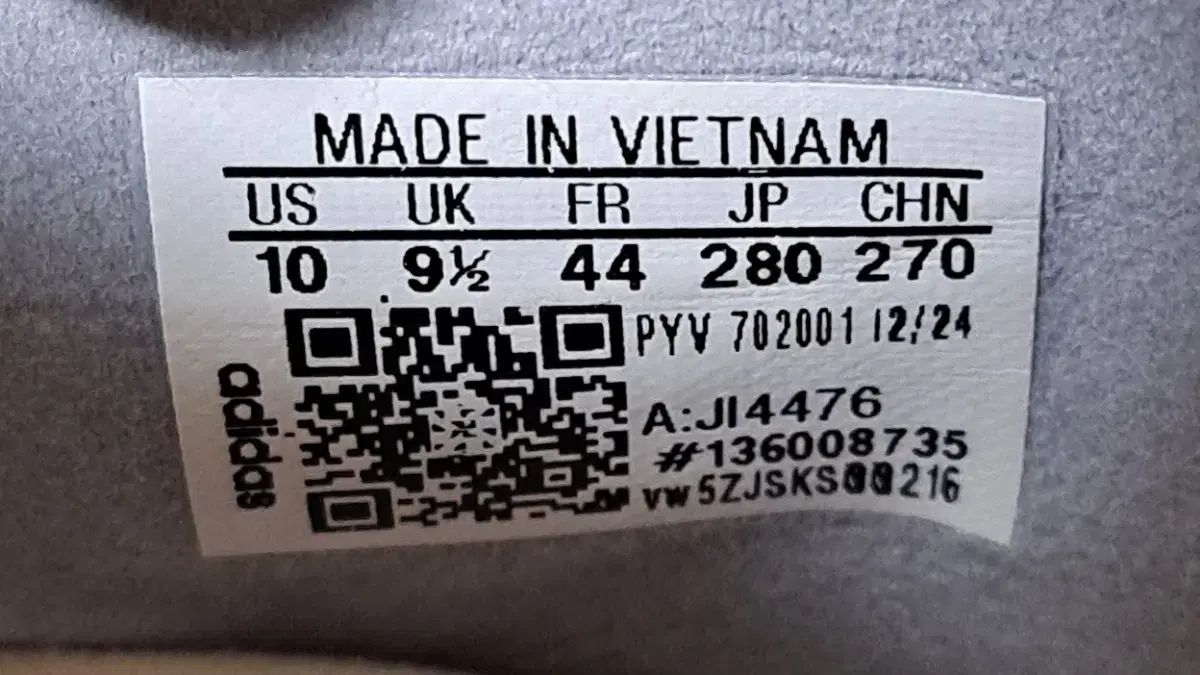 MADE IN VIETNAM
US UK FR JP CHN
10 9½ 44 280 270
PYV 702001 12/24
adidas
A:JI4476
#136008735
vw5ZJSKS00216